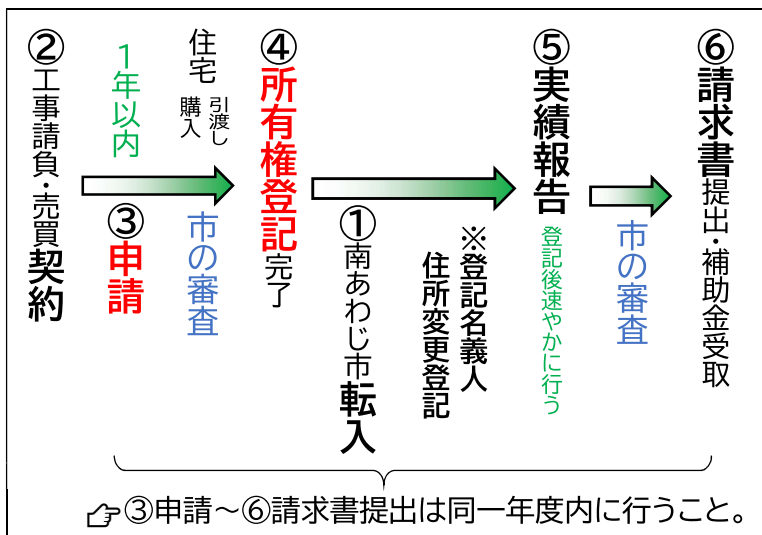 ②工事請負・売買契約
1年以内
③申請
住宅
購入
引渡し
市の審査
④所有権登記完了
①南あわじ市転入
※登記名義人
住所変更登記
⑤実績報告
登記後速やかに行う
市の審査
⑥請求書提出・補助金受取
☞③申請～⑥請求書提出は同一年度内に行うこと。